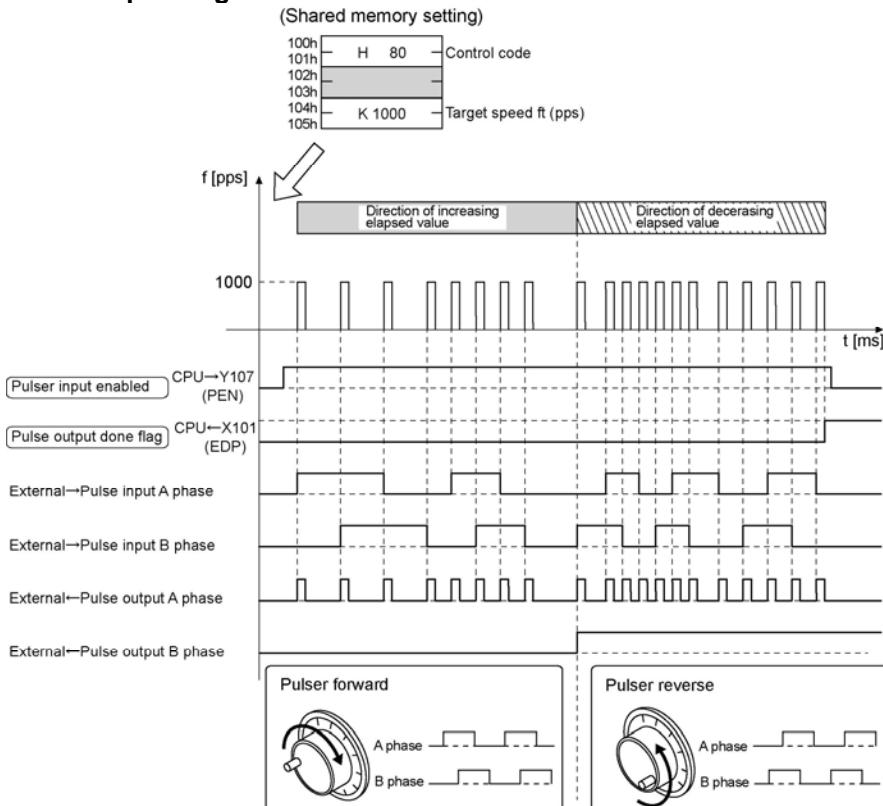 (Shared memory setting)
100h
101h
H 80
Control code
102h
103h
104h
105h
K 1000
Target speed ft (pps)
f [pps]
Direction of increasing
elapsed value
Direction of decerasing
elapsed value
1000
t [ms]
Pulser input enabled
CPU→Y107
(PEN)
Pulse output done flag
CPU←X101
(EDP)
External→Pulse input A phase
External→Pulse input B phase
External←Pulse output A phase
External←Pulse output B phase
Pulser forward
A phase
B phase
Pulser reverse
A phase
B phase